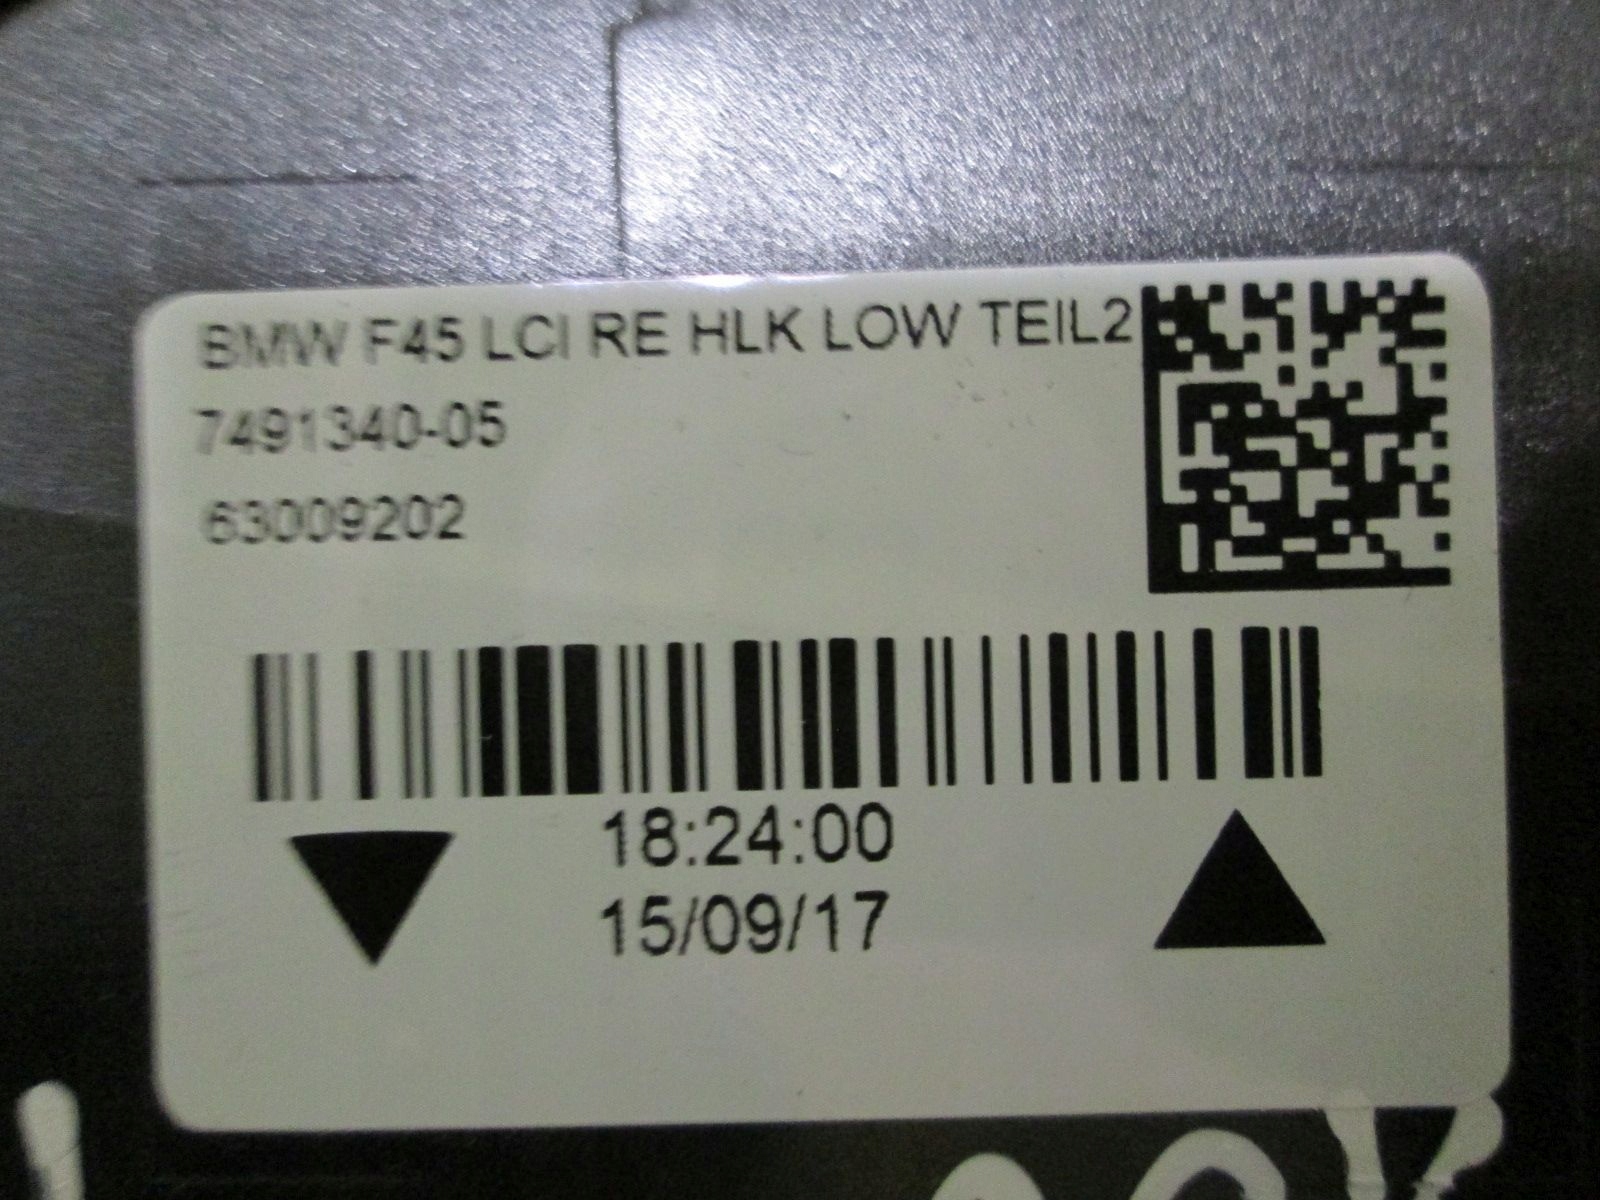 BMW F45 LCI RE HLK LOW TEIL2
7491340-05
63009202
18:24:00
15/09/17